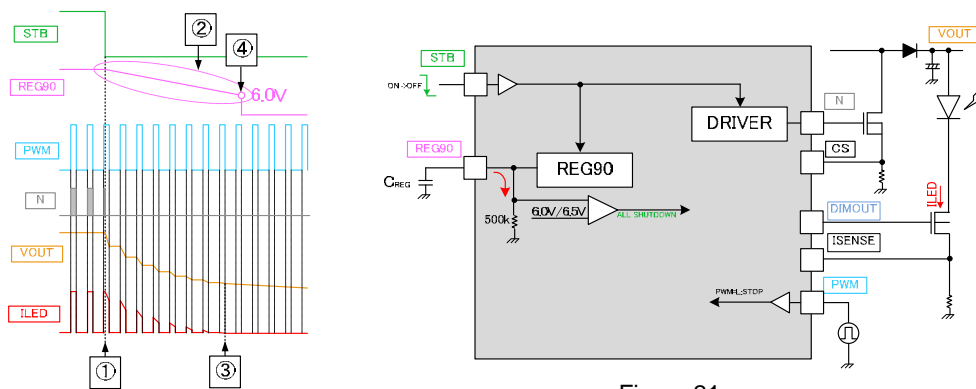 STB
REG90
PWM
N
VOUT
ILED
②
④
6.0V
①
③
STB
ON->OFF
REG90
CREG
REG90
500k
6.0V/6.5V
ALL SHUTDOWN
DRIVER
VOUT
N
CS
ILED
DIMOUT
ISENSE
PWM
PWM=L:STOP
Figure 21